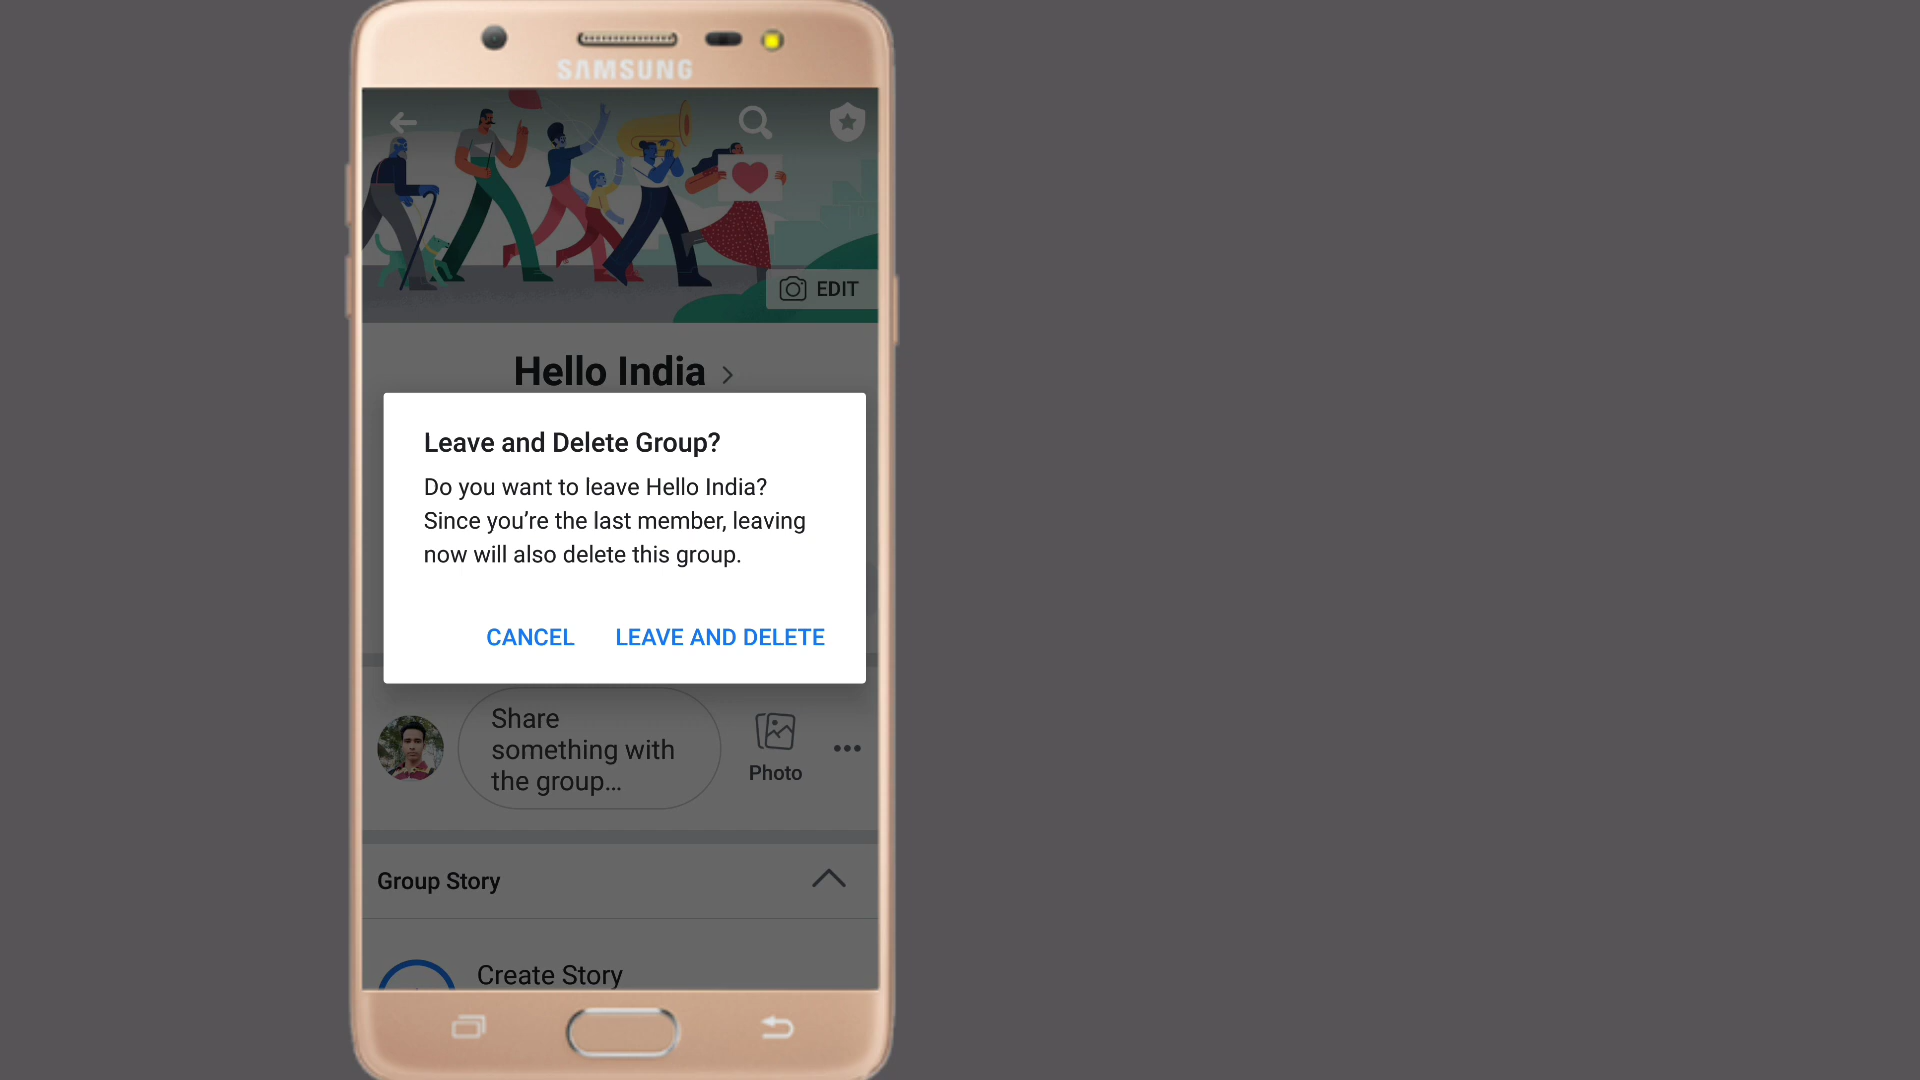 SAMSUNG
EDIT
Hello India
Leave and Delete Group?
Do you want to leave Hello India?
Since you're the last member, leaving
now will also delete this group.
CANCEL LEAVE AND DELETE
Share
something with
the group...
Photo
Group Story
Create Story